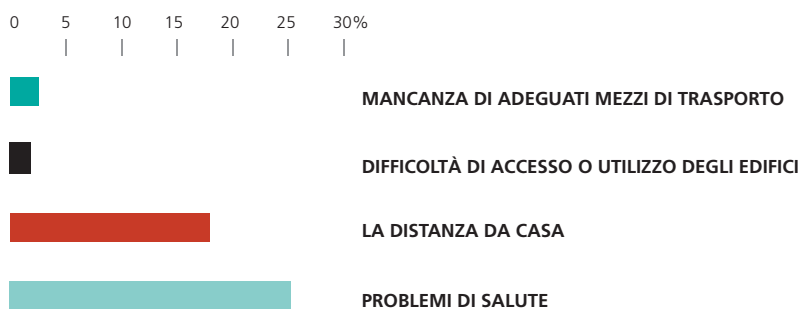 0 5 10 15 20 25 30%
MANCANZA DI ADEGUATI MEZZI DI TRASPORTO
DIFFICOLTÀ DI ACCESSO O UTILIZZO DEGLI EDIFICI
LA DISTANZA DA CASA
PROBLEMI DI SALUTE